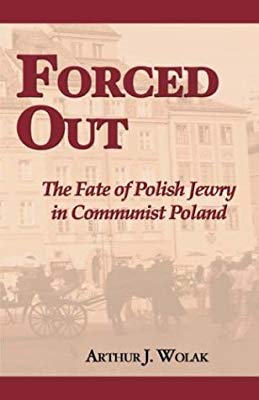 FORCED
OUT
The Fate of Polish Jewry
in Communist Poland
ARTHUR J. WOLAK